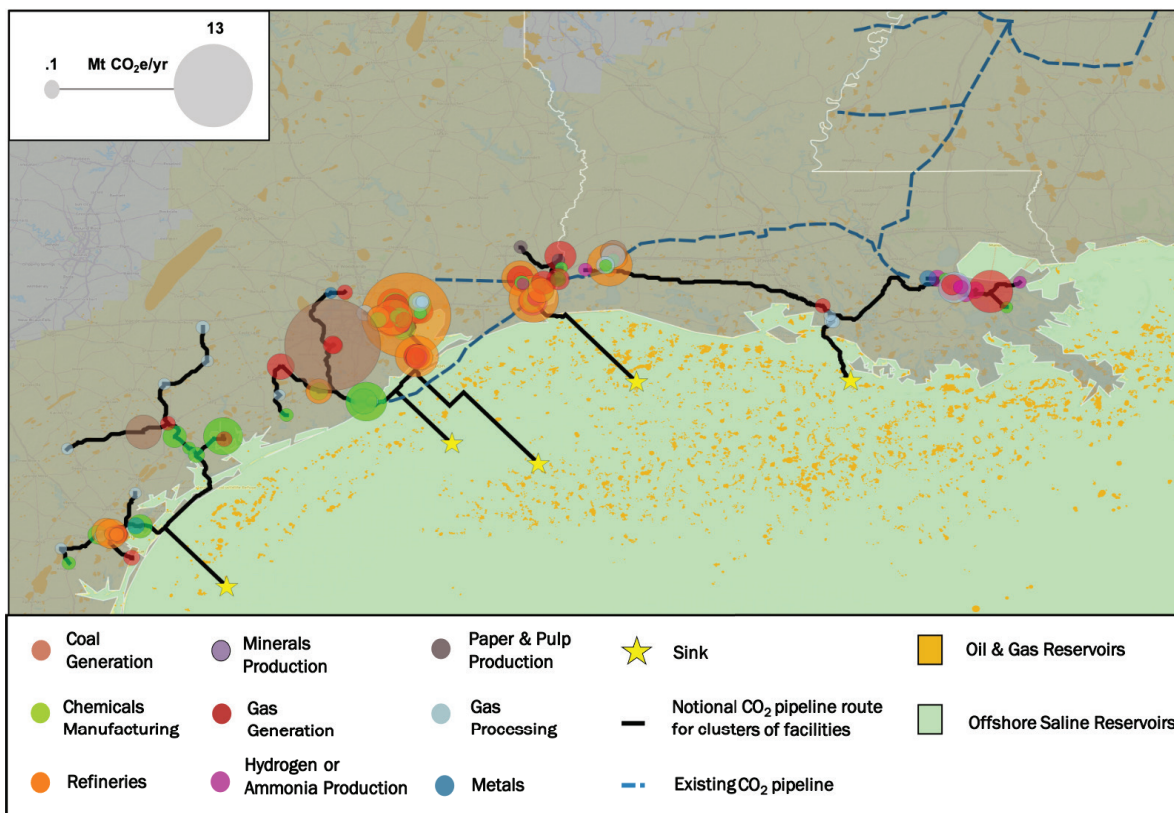 13
.1 Mt CO₂e/yr
Coal
Generation
Minerals
Production
Paper & Pulp
Production
Sink
Oil & Gas Reservoirs
Chemicals
Manufacturing
Gas
Generation
Gas
Processing
Notional CO₂ pipeline route
for clusters of facilities
Offshore Saline Reservoirs
Refineries
Hydrogen or
Ammonia Production
Metals
Existing CO₂ pipeline